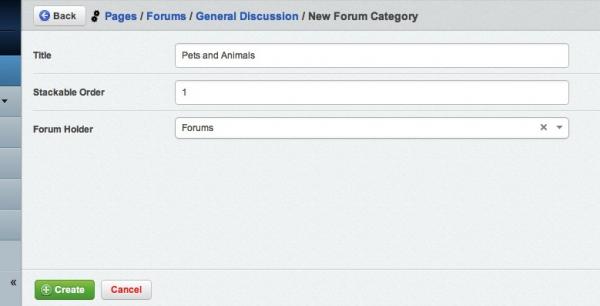 Back Pages / Forums / General Discussion / New Forum Category
Title Pets and Animals
Stackable Order 1
Forum Holder Forums
Create Cancel